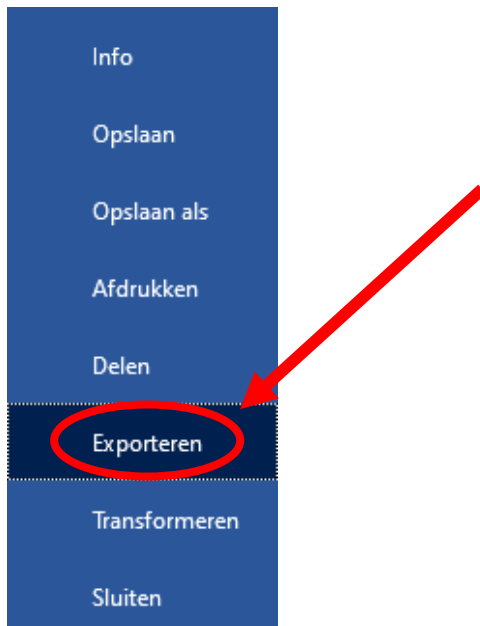 Info
Opslaan
Opslaan als
Afdrukken
Delen
Exporteren
Transformeren
Sluiten